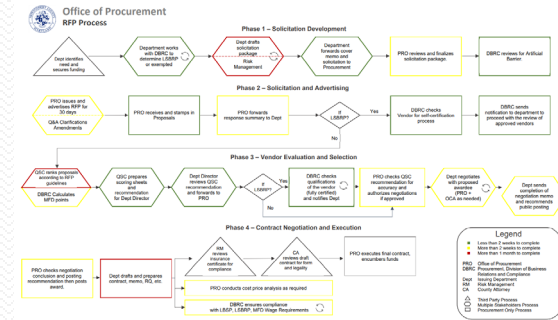 Office of Procurement
RFP Process
Phase 1 – Solicitation Development
Dept identifies
need and
secures funding
Department works
with DBRC to
determine LSBRP
or exempted
Dept drafts
solicitation
package
Risk
Management
Department
forwards cover
memo and
solicitation to
Procurement
PRO reviews and finalizes
solicitation package
DBRC reviews for Artificial
Barrier
Phase 2 – Solicitation and Advertising
PRO issues and
advertises RFP for
30 days
Q&A Clarifications
Amendments
PRO receives and stamps in
Proposals
PRO forwards
response summary to Dept
If
LSBRP?
Yes
No
DBRC checks
Vendor for self-certification
process
DBRC sends
notification to department to
proceed with the review of
approved vendors
Phase 3 – Vendor Evaluation and Selection
QSC ranks proposals
according to RFP
guidelines
DBRC Calculates
MFD points
QSC prepares
scoring sheets and
recommendation
for Dept Director
Dept Director
reviews QSC
recommendation
and forwards to
PRO
If
LSBRP?
Yes
No
DBRC checks
qualifications
of the vendor
(fully certified)
and notifies Dept
PRO checks QSC
recommendation for
accuracy and
authorizes negotiations
if approved
Dept negotiates
with proposed
awardee
(PRO +
OCA as needed)
Dept sends
completion of
negotiation memo
and recommends
public posting
Phase 4 – Contract Negotiation and Execution
PRO checks negotiation
conclusion and posting
recommendation then posts
award.
Dept drafts and prepares
contract, memo, RQ, etc.
RM
reviews
insurance
certificate for
compliance
CA
reviews draft
contract for form
and legality
PRO executes final contract,
encumbers funds
PRO conducts cost price analysis as required
DBRC ensures compliance
with LBSP, LSBRP, MFD Wage Requirements
Legend
Less than 2 weeks to complete
More than 2 weeks to complete
More than 1 month to complete
PRO Office of Procurement
DBRC Procurement, Division of Business
Relations and Compliance
Dept Issuing Department
RM Risk Management
CA County Attorney
Third Party Process
Multiple Stakeholders Process
Procurement Only Process